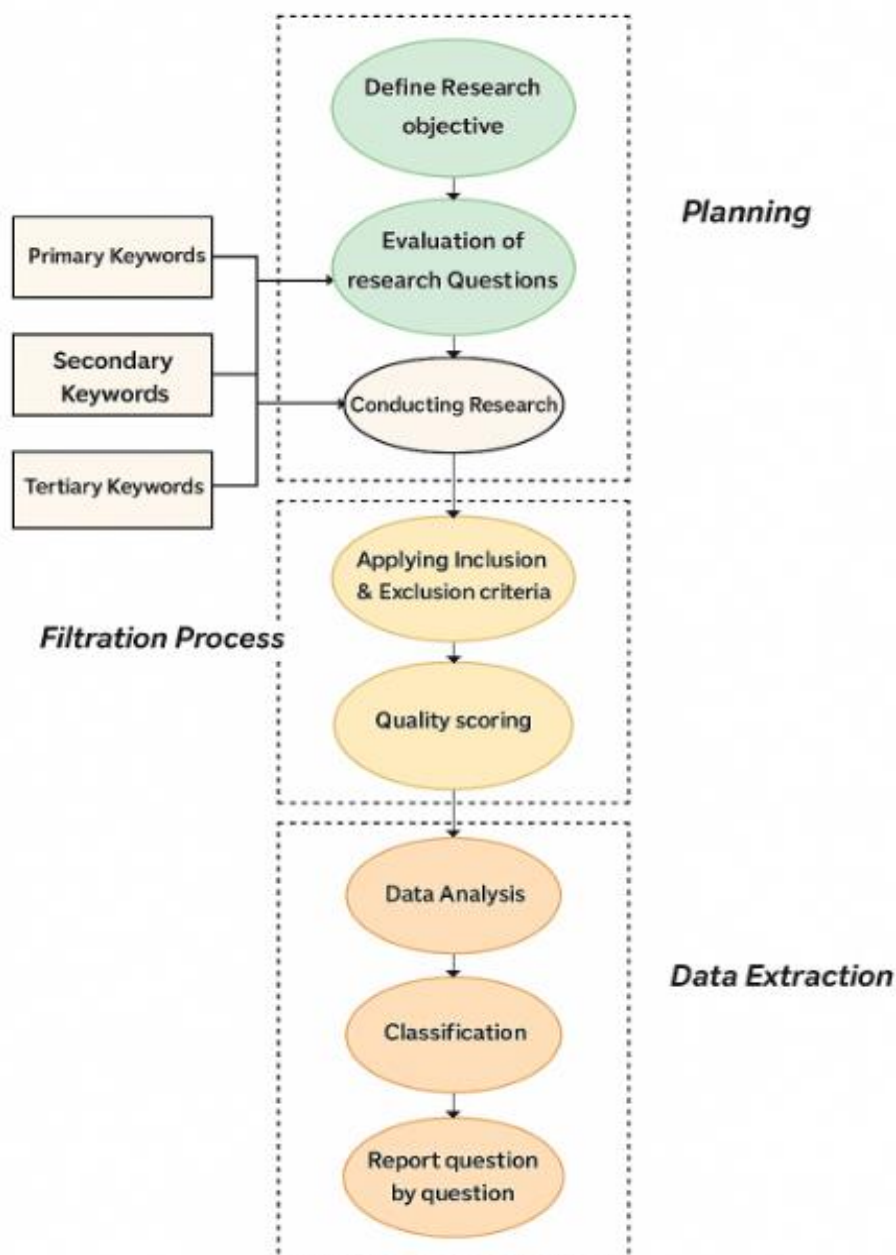 Define Research
objective
Planning
Primary Keywords
Evaluation of
research Questions
Secondary
Keywords
Conducting Research
Tertiary Keywords
Applying Inclusion
& Exclusion criteria
Filtration Process
Quality scoring
Data Analysis
Data Extraction
Classification
Report question
by question